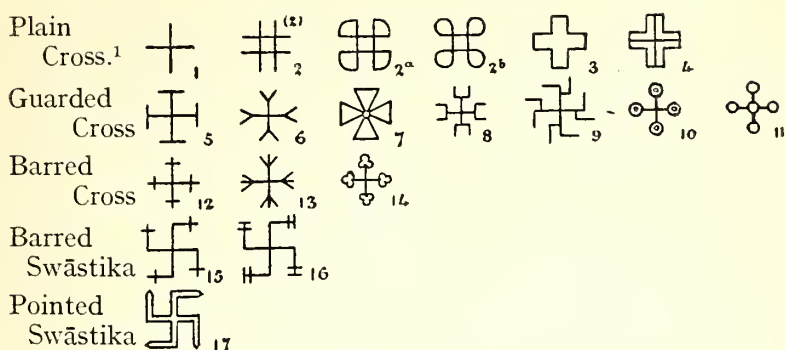 Plain
Cross.¹
(2)
1 2 2ᵃ 2ᵇ 3 4
Guarded
Cross
5 6 7 8 9 10 11
Barred
Cross
12 13 14
Barred
Swāstika
15 16
Pointed
Swāstika
17